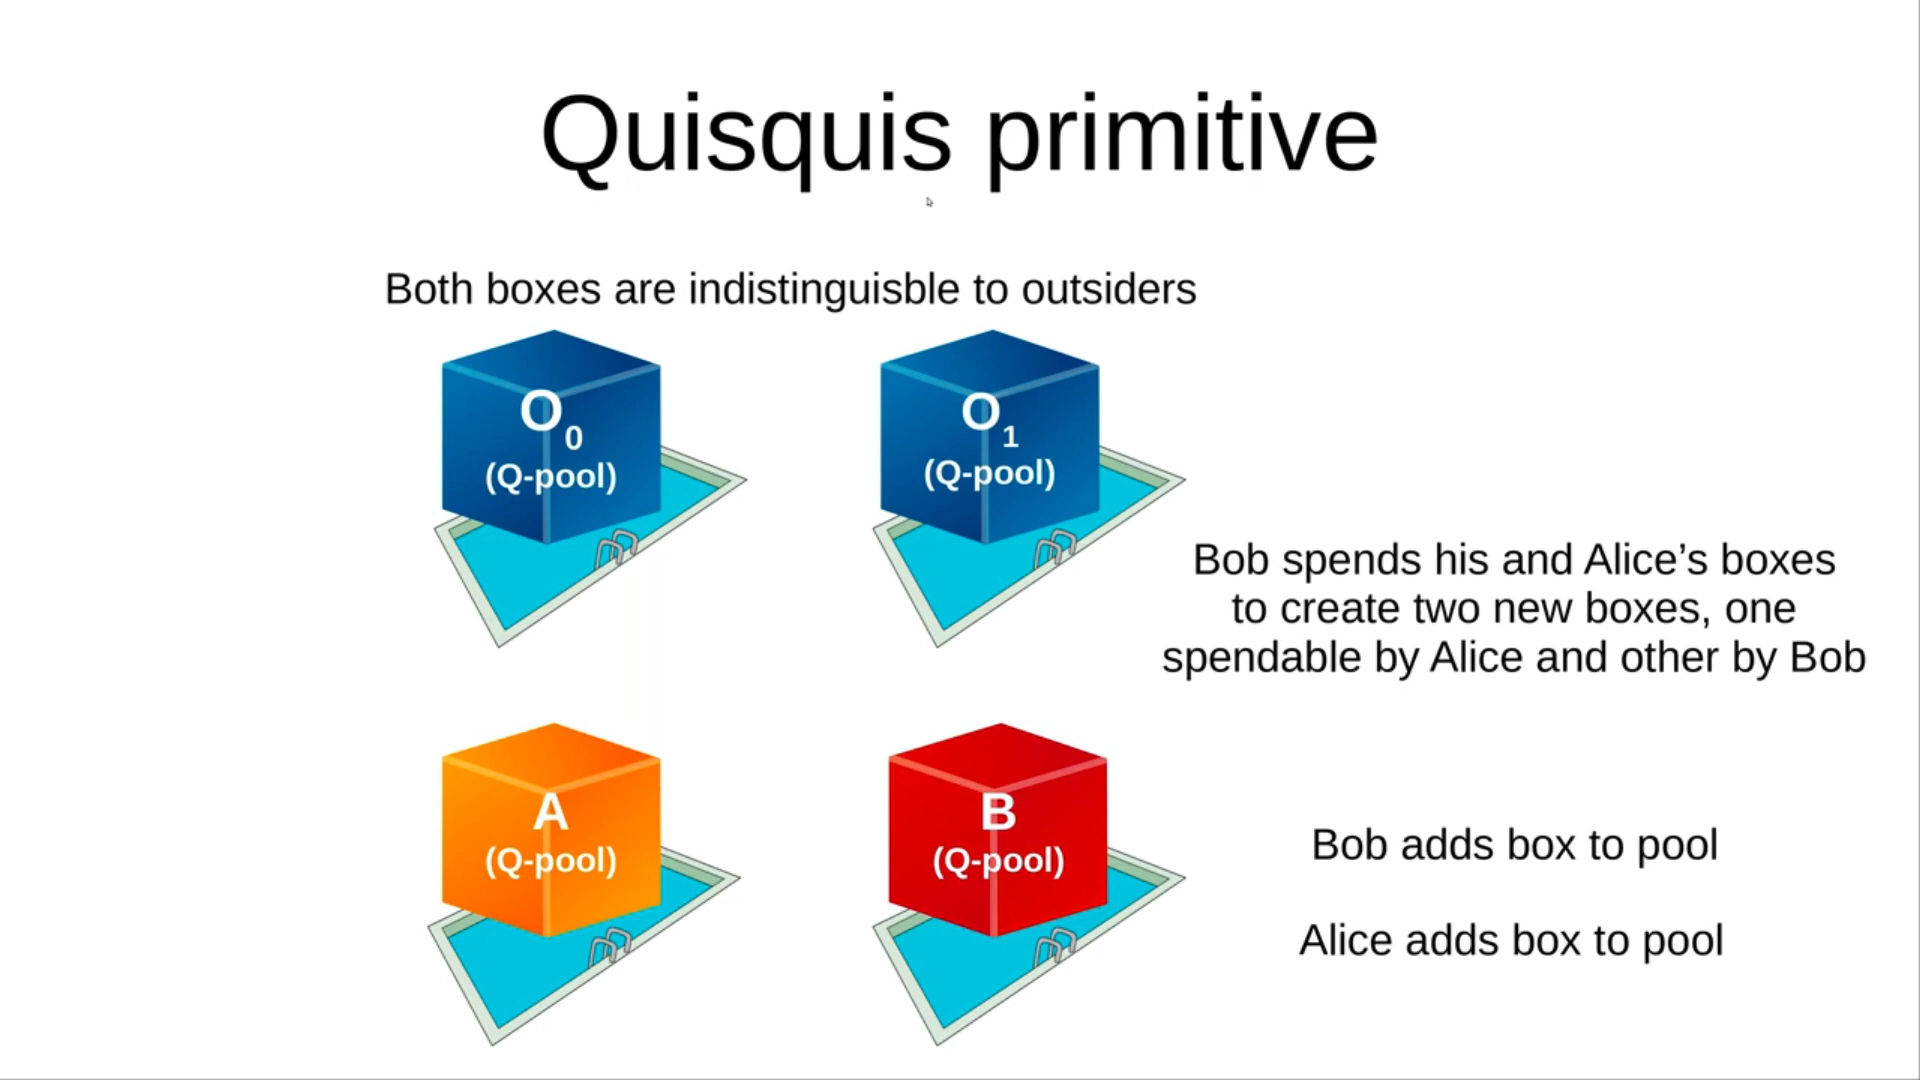 Quisquis primitive
Both boxes are indistinguisble to outsiders
O0
(Q-pool)
O1
(Q-pool)
Bob spends his and Alice’s boxes
to create two new boxes, one
spendable by Alice and other by Bob
A
(Q-pool)
B
(Q-pool)
Bob adds box to pool
Alice adds box to pool